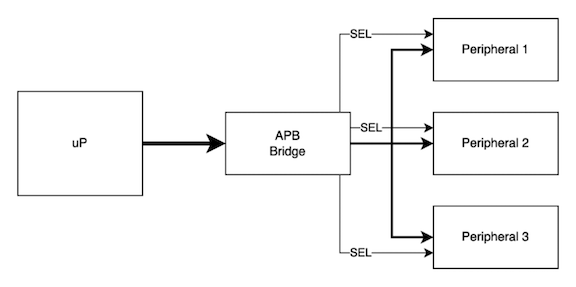 SEL
Peripheral 1
uP
APB
Bridge
SEL
Peripheral 2
Peripheral 3
SEL